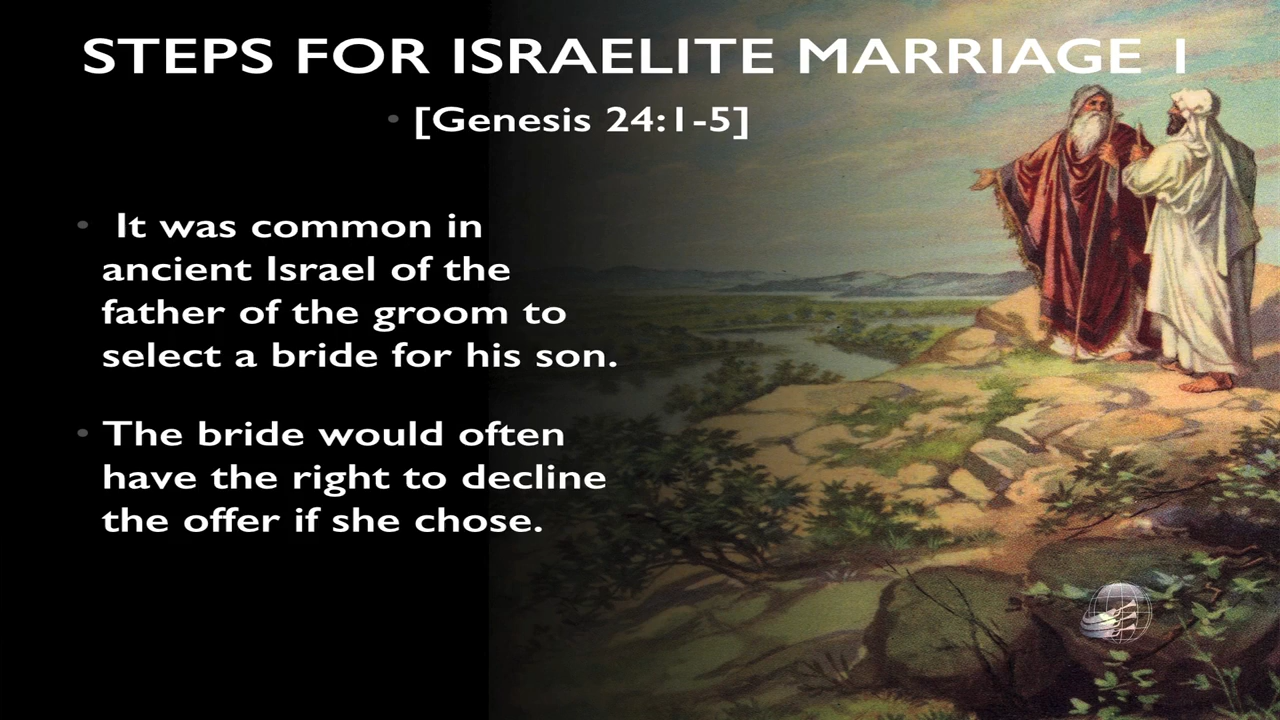 STEPS FOR ISRAELITE MARRIAGE 1
• [Genesis 24:1-5]
• It was common in
ancient Israel of the
father of the groom to
select a bride for his son.
• The bride would often
have the right to decline
the offer if she chose.